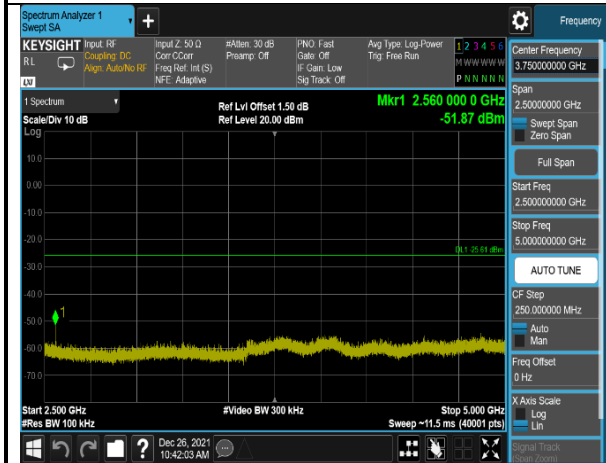 Spectrum Analyzer 1
Swept SA
Frequency
KEYSIGHT
RL
LXI
Input: RF
Coupling: DC
Align: Auto/No RF
Input Z: 50 Ω
Corr CCorr
Freq Ref: Int (S)
NFE: Adaptive
#Atten: 30 dB
Preamp: Off
PNO: Fast
Gate: Off
IF Gain: Low
Sig Track: Off
Avg Type: Log-Power
Trig: Free Run
1 2 3 4 5 6
M W W W W W
P N N N N N
Center Frequency
3.750000000 GHz
Span
2.50000000 GHz
Swept Span
Zero Span
Full Span
Start Freq
2.500000000 GHz
Stop Freq
5.000000000 GHz
AUTO TUNE
CF Step
250.000000 MHz
Auto
Man
Freq Offset
0 Hz
X Axis Scale
Log
Lin
Signal Track
(Span Zoom)
1 Spectrum
Scale/Div 10 dB
Log
Ref Lvl Offset 1.50 dB
Ref Level 20.00 dBm
Mkr1 2.560 000 0 GHz
-51.87 dBm
10.0
0.00
-10.0
-20.0
DL1 -25.61 dBm
-30.0
-40.0
1
-50.0
-60.0
-70.0
Start 2.500 GHz
#Res BW 100 kHz
#Video BW 300 kHz
Stop 5.000 GHz
Sweep ~11.5 ms (40001 pts)
?
Dec 26, 2021
10:42:03 AM